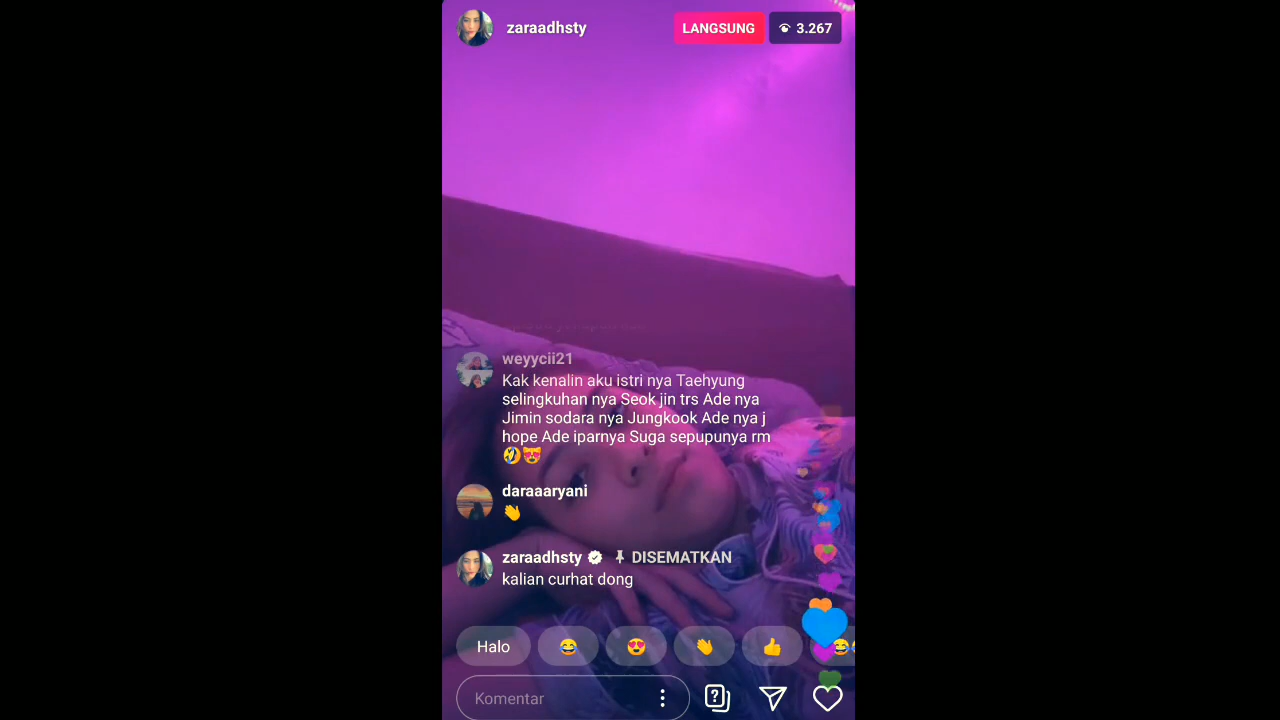 zaraadhsty
LANGSUNG
3.267
weyycii21
Kak kenalin aku istri nya Taehyung
selingkuhan nya Seok jin trs Ade nya
Jimin sodara nya Jungkook Ade nya j
hope Ade iparnya Suga sepupunya rm
🤣😻
daraaaryani
👋
zaraadhsty DISEMATKAN
kalian curhat dong
Halo 😂 😍 👋 👍 😂
Komentar